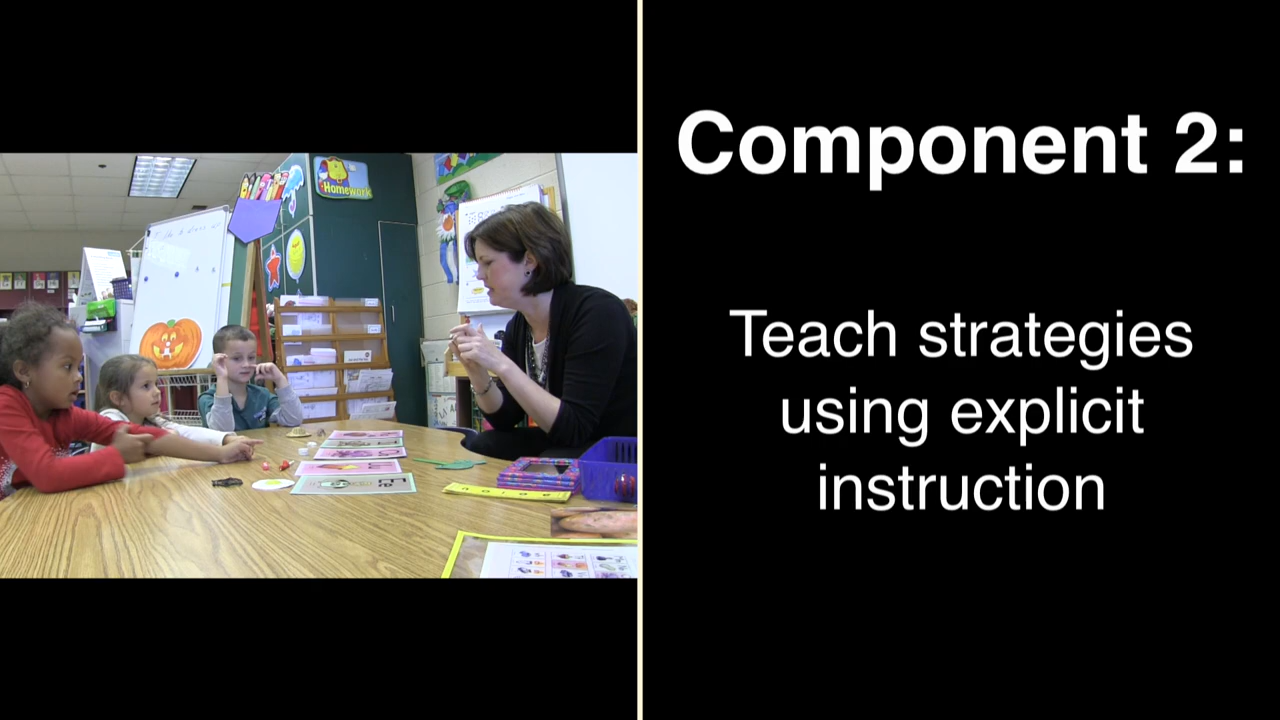 Homework
Component 2:
Teach strategies
using explicit
instruction